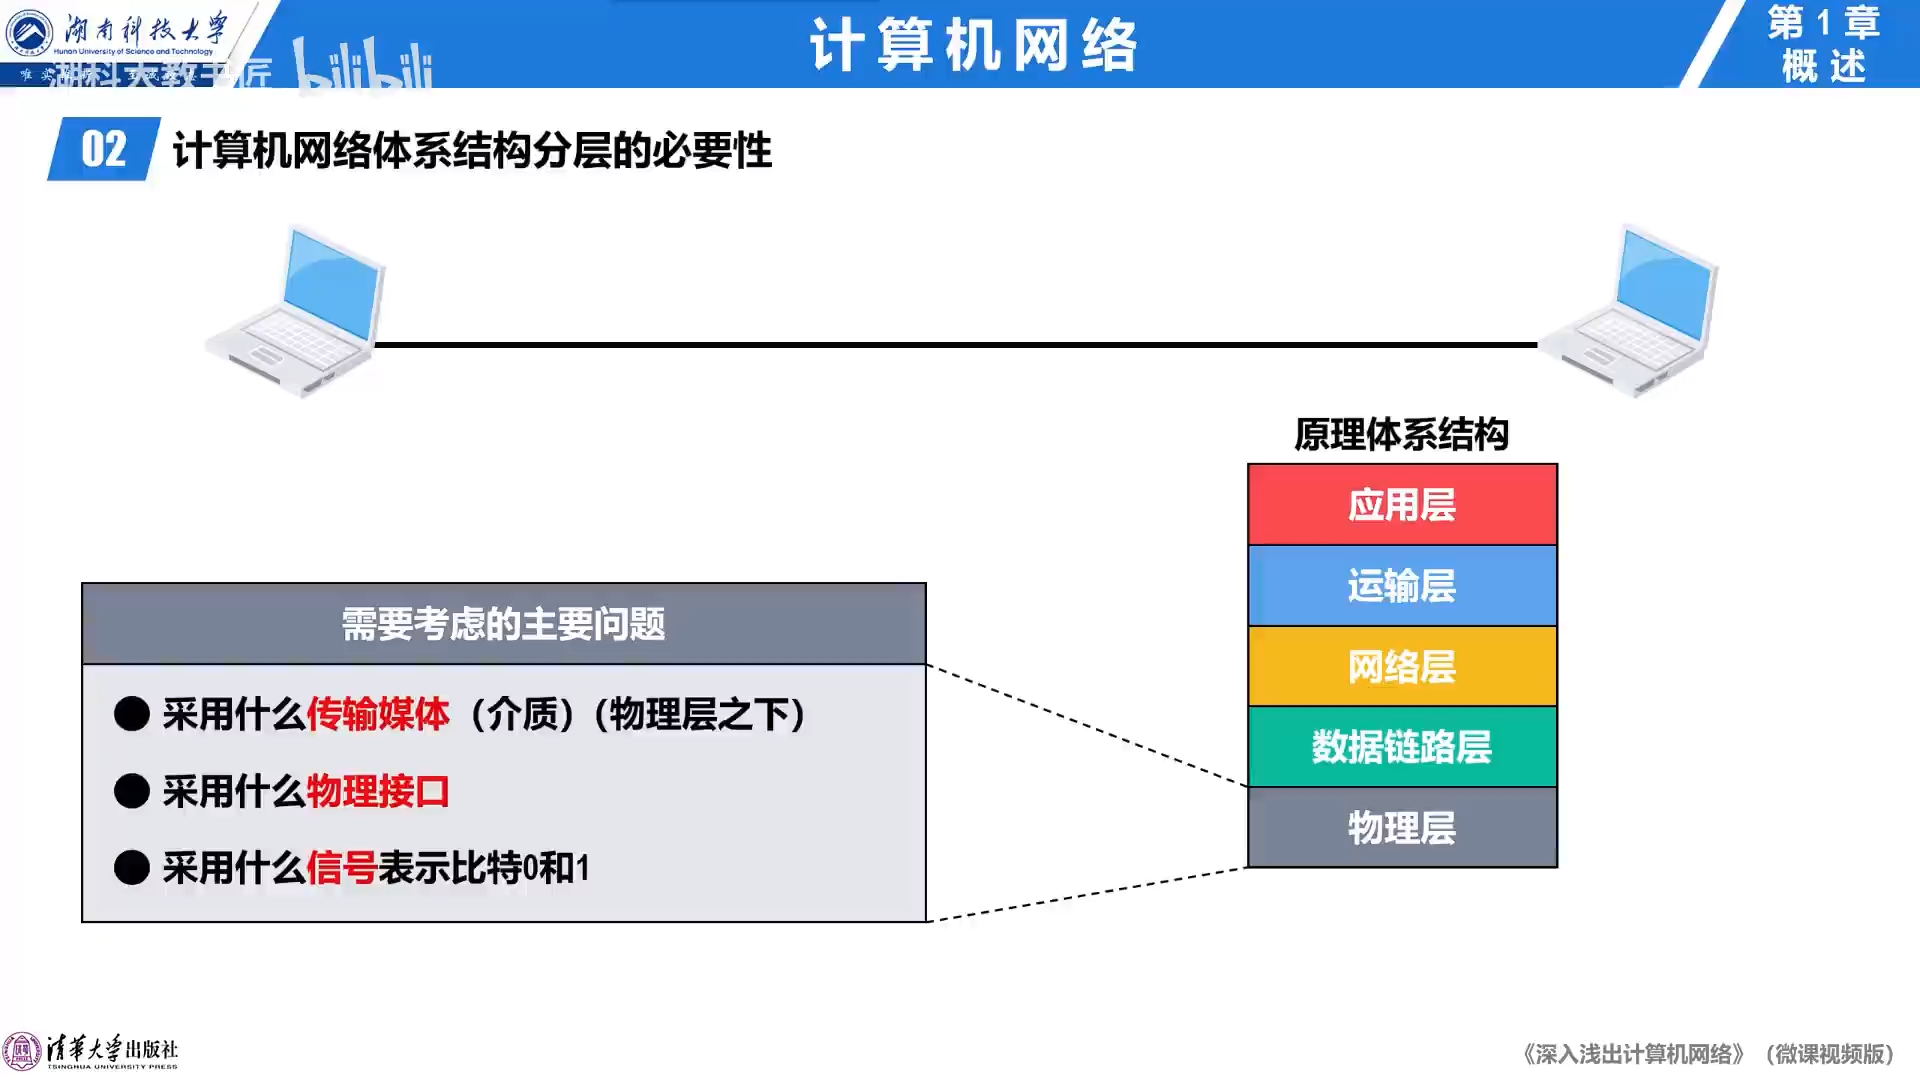 湖南科技大学
Hunan University of Science and Technology
湖科大教书匠
bilibili
计算机网络
第1章
概述
02
计算机网络体系结构分层的必要性
原理体系结构
应用层
运输层
网络层
数据链路层
物理层
需要考虑的主要问题
采用什么传输媒体（介质）（物理层之下）
采用什么物理接口
采用什么信号表示比特0和1
清华大学出版社
TSINGHUA UNIVERSITY PRESS
《深入浅出计算机网络》（微课视频版）